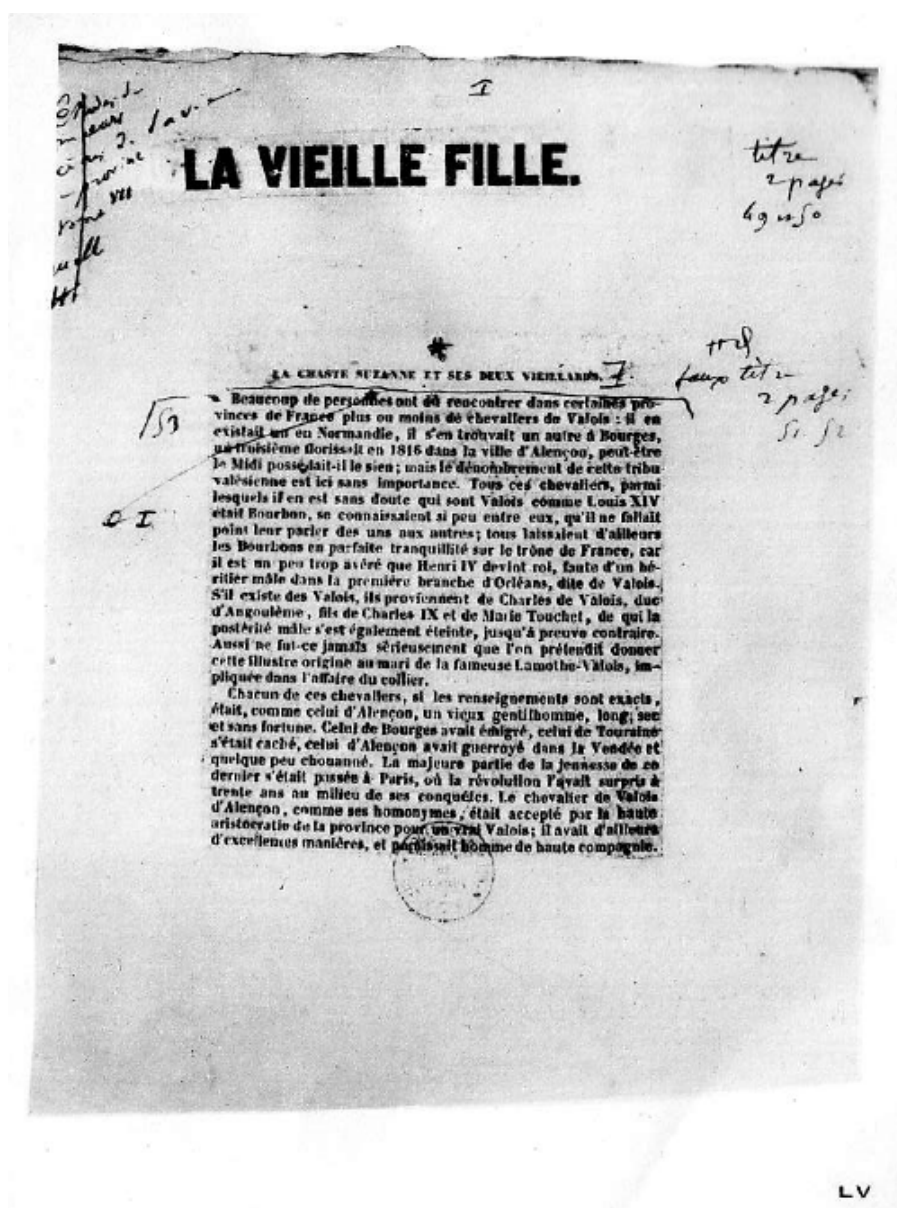 I
LA VIEILLE FILLE.
titre
2 pages
49 et 50
LA CHASTE SUZANNE ET SES DEUX VIEILLARDS.
faux titre
2 pages
51. 52
53
Beaucoup de personnes ont dû rencontrer dans certaines pro-
vinces de France plus ou moins de chevaliers de Valois : il en
existait un en Normandie, il s'en trouvait un autre à Bourges,
un troisième florissait en 1816 dans la ville d'Alençon, peut-être
le Midi possédait-il le sien; mais le dénombrement de cette tribu
valésienne est ici sans importance. Tous ces chevaliers, parmi
lesquels il en est sans doute qui sont Valois comme Louis XIV
était Bourbon, se connaissaient si peu entre eux, qu'il ne fallait
point leur parler des uns aux autres; tous laissaient d'ailleurs
les Bourbons en parfaite tranquillité sur le trône de France, car
il est un peu trop avéré que Henri IV devint roi, faute d'un hé-
ritier mâle dans la première branche d'Orléans, dite de Valois.
S'il existe des Valois, ils proviennent de Charles de Valois, duc
d'Angoulême, fils de Charles IX et de Marie Touchet, de qui la
postérité mâle s'est également éteinte, jusqu'à preuve contraire.
Aussi ne fut-ce jamais sérieusement que l'on prétendit donner
cette illustre origine au mari de la fameuse Lamothe-Valois, im-
pliquée dans l'affaire du collier.
Chacun de ces chevaliers, si les renseignements sont exacts,
était, comme celui d'Alençon, un vieux gentilhomme, long, sec
et sans fortune. Celui de Bourges avait émigré, celui de Touraine
s'était caché, celui d'Alençon avait guerroyé dans la Vendée et
quelque peu chouanné. La majeure partie de la jeunesse de ce
dernier s'était passée à Paris, où la révolution l'avait surpris à
trente ans au milieu de ses conquêtes. Le chevalier de Valois
d'Alençon, comme ses homonymes, était accepté par la haute
aristocratie de la province pour un vrai Valois; il avait d'ailleurs
d'excellentes manières, et paraissait homme de haute compagnie.
LV